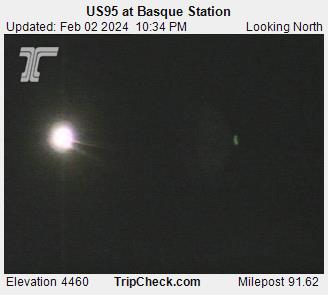 US95 at Basque Station
Updated: Feb 02 2024 10:34 PM Looking North
Elevation 4460 TripCheck.com Milepost 91.62